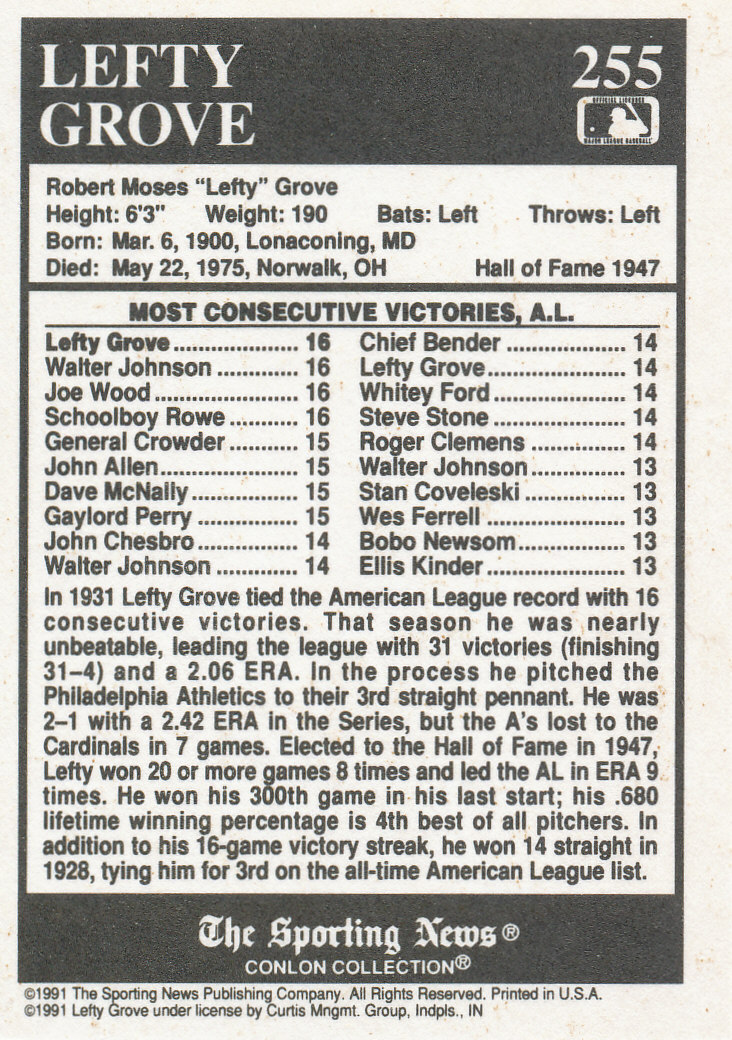 LEFTY
GROVE
255
OFFICIAL LICENSEE
MAJOR LEAGUE BASEBALL
Robert Moses "Lefty" Grove
Height: 6'3" Weight: 190 Bats: Left Throws: Left
Born: Mar. 6, 1900, Lonaconing, MD
Died: May 22, 1975, Norwalk, OH Hall of Fame 1947
MOST CONSECUTIVE VICTORIES, A.L.
Lefty Grove................... 16
Walter Johnson ............ 16
Joe Wood ...................... 16
Schoolboy Rowe .......... 16
General Crowder .......... 15
John Allen..................... 15
Dave McNally ................ 15
Gaylord Perry ............... 15
John Chesbro ............... 14
Walter Johnson ............ 14
Chief Bender ................... 14
Lefty Grove...................... 14
Whitey Ford ..................... 14
Steve Stone ..................... 14
Roger Clemens ............... 14
Walter Johnson ............... 13
Stan Coveleski ................ 13
Wes Ferrell ...................... 13
Bobo Newsom................. 13
Ellis Kinder ...................... 13
In 1931 Lefty Grove tied the American League record with 16
consecutive victories. That season he was nearly
unbeatable, leading the league with 31 victories (finishing
31–4) and a 2.06 ERA. In the process he pitched the
Philadelphia Athletics to their 3rd straight pennant. He was
2–1 with a 2.42 ERA in the Series, but the A's lost to the
Cardinals in 7 games. Elected to the Hall of Fame in 1947,
Lefty won 20 or more games 8 times and led the AL in ERA 9
times. He won his 300th game in his last start; his .680
lifetime winning percentage is 4th best of all pitchers. In
addition to his 16-game victory streak, he won 14 straight in
1928, tying him for 3rd on the all-time American League list.
The Sporting News®
CONLON COLLECTION®
©1991 The Sporting News Publishing Company. All Rights Reserved. Printed in U.S.A.
©1991 Lefty Grove under license by Curtis Mngmt. Group, Indpls., IN